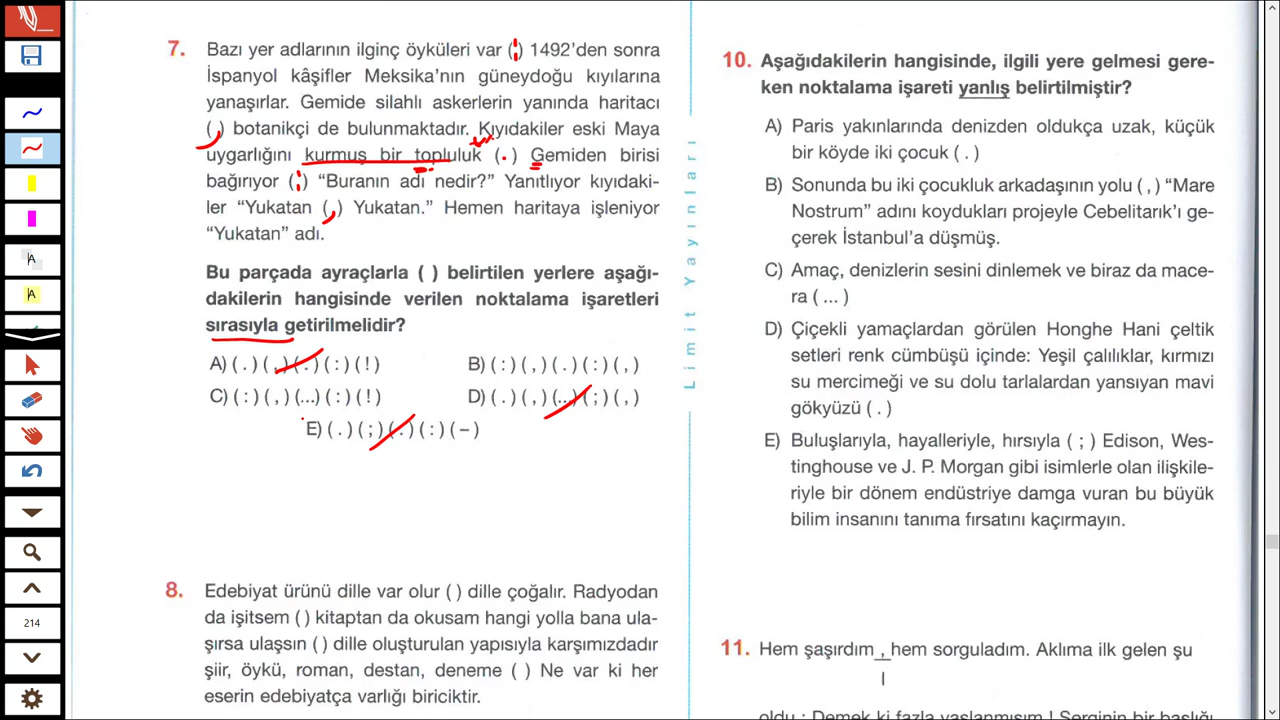 7. Bazı yer adlarının ilginç öyküleri var (:) 1492'den sonra
İspanyol kâşifler Meksika'nın güneydoğu kıyılarına
yanaşırlar. Gemide silahlı askerlerin yanında haritacı
(,) botanikçi de bulunmaktadır. Kıyıdakiler eski Maya
uygarlığını kurmuş bir topluluk (.) Gemiden birisi
bağırıyor (:) “Buranın adı nedir?” Yanıtlıyor kıyıdaki-
ler “Yukatan (,) Yukatan.” Hemen haritaya işleniyor
“Yukatan” adı.
Bu parçada ayraçlarla ( ) belirtilen yerlere aşağı-
dakilerin hangisinde verilen noktalama işaretleri
sırasıyla getirilmelidir?
A) ( . ) ( , ) ( . ) ( : ) ( ! )
B) ( : ) ( , ) ( . ) ( : ) ( , )
C) ( : ) ( , ) (...) ( : ) ( ! )
D) ( . ) ( , ) (...) ( ; ) ( , )
E) ( . ) ( ; ) ( . ) ( : ) ( – )
8. Edebiyat ürünü dille var olur ( ) dille çoğalır. Radyodan
da işitsem ( ) kitaptan da okusam hangi yolla bana ula-
şırsa ulaşsın ( ) dille oluşturulan yapısıyla karşımızdadır
şiir, öykü, roman, destan, deneme ( ) Ne var ki her
eserin edebiyatça varlığı biriciktir.
Limit Yayınları
10. Aşağıdakilerin hangisinde, ilgili yere gelmesi gere-
ken noktalama işareti yanlış belirtilmiştir?
A) Paris yakınlarında denizden oldukça uzak, küçük
bir köyde iki çocuk ( . )
B) Sonunda bu iki çocukluk arkadaşının yolu ( , ) “Mare
Nostrum” adını koydukları projeyle Cebelitarık'ı ge-
çerek İstanbul'a düşmüş.
C) Amaç, denizlerin sesini dinlemek ve biraz da mace-
ra ( ... )
D) Çiçekli yamaçlardan görülen Honghe Hani çeltik
setleri renk cümbüşü içinde: Yeşil çalılıklar, kırmızı
su mercimeği ve su dolu tarlalardan yansıyan mavi
gökyüzü ( . )
E) Buluşlarıyla, hayalleriyle, hırsıyla ( ; ) Edison, Wes-
tinghouse ve J. P. Morgan gibi isimlerle olan ilişkile-
riyle bir dönem endüstriye damga vuran bu büyük
bilim insanını tanıma fırsatını kaçırmayın.
11. Hem şaşırdım , hem sorguladım. Aklıma ilk gelen şu
I
oldu : Demek ki fazla yaşlanmışım ! Serginin bir başlığı
A
A
214